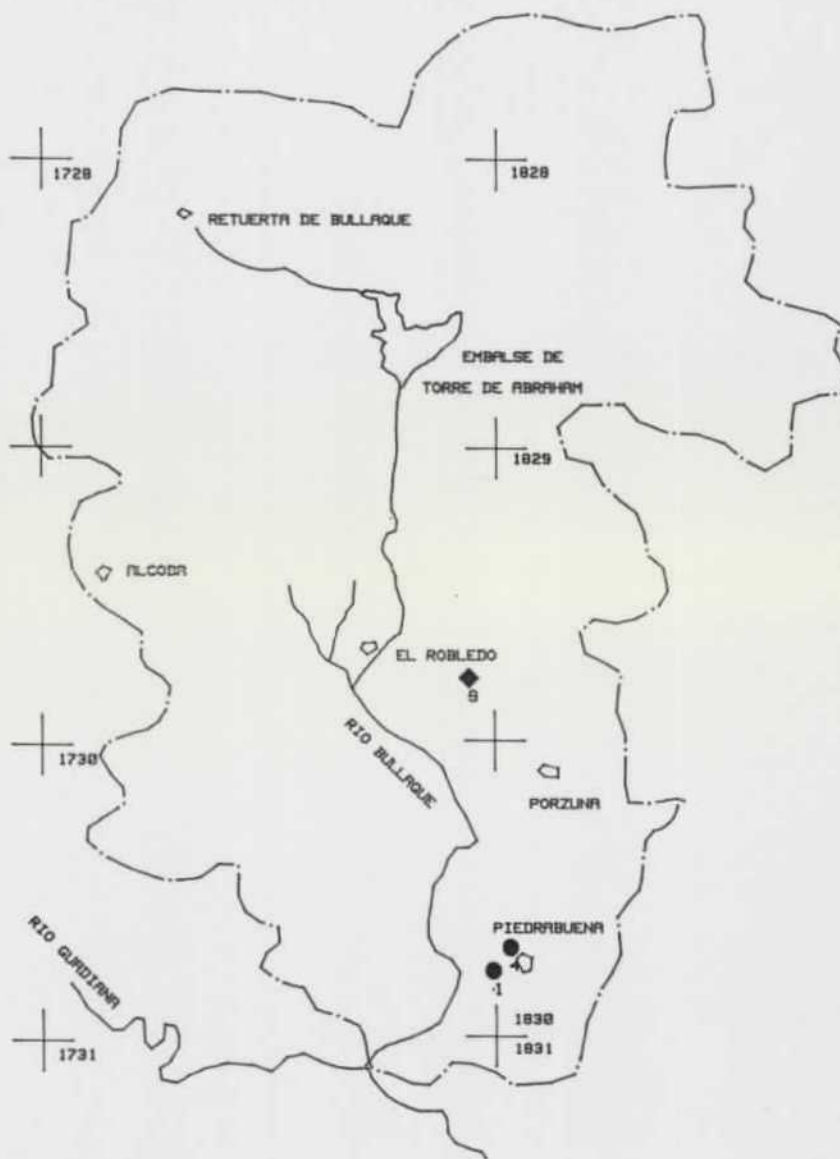 1728
1828
RETUERTA DE BULLAQUE
EMBALSE DE
TORRE DE ABRAHAM
1829
ALCOBA
EL ROBLEDO
9
RIO BULLAQUE
1730
PORZUNA
PIEDRABUENA
4
1
RIO GUADIANA
1830
1831
1731